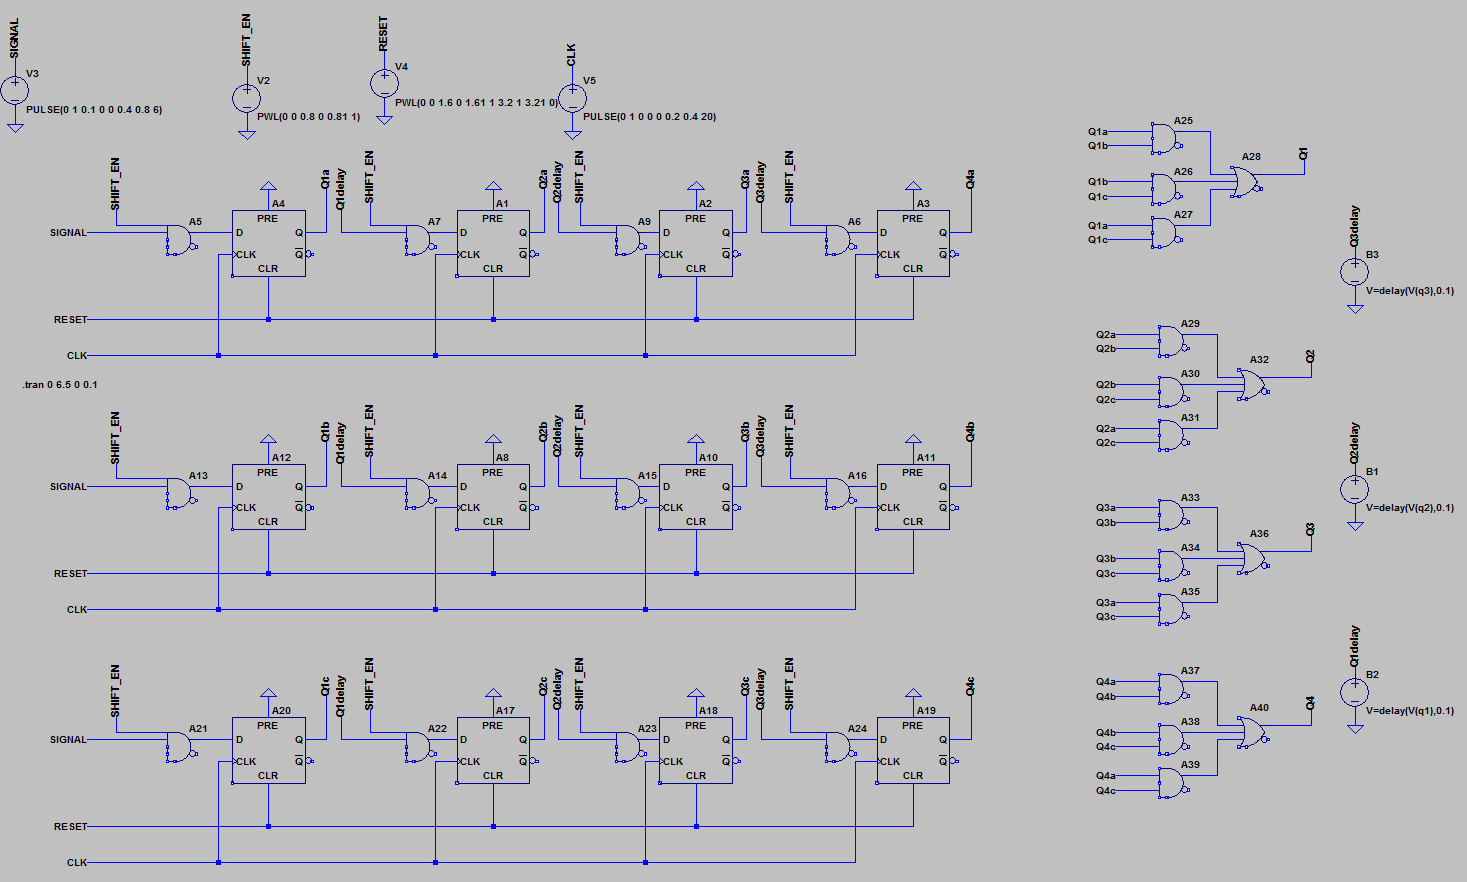 SIGNAL
V3
PULSE(0 1 0.1 0 0 0.4 0.8 6)
SHIFT_EN
V2
PWL(0 0 0.8 0 0.81 1)
RESET
V4
PWL(0 0 1.6 0 1.61 1 3.2 1 3.21 0)
CLK
V5
PULSE(0 1 0 0 0 0.2 0.4 20)
SHIFT_EN
A5
SIGNAL
A4
PRE
D
Q
CLK
Q
CLR
Q1a
Q1delay
SHIFT_EN
A7
A1
PRE
D
Q
CLK
Q
CLR
Q2a
Q2delay
SHIFT_EN
A9
A2
PRE
D
Q
CLK
Q
CLR
Q3a
Q3delay
SHIFT_EN
A6
A3
PRE
D
Q
CLK
Q
CLR
Q4a
RESET
CLK
.tran 0 6.5 0 0.1
SHIFT_EN
A13
SIGNAL
A12
PRE
D
Q
CLK
Q
CLR
Q1b
Q1delay
SHIFT_EN
A14
A8
PRE
D
Q
CLK
Q
CLR
Q2b
Q2delay
SHIFT_EN
A15
A10
PRE
D
Q
CLK
Q
CLR
Q3b
Q3delay
SHIFT_EN
A16
A11
PRE
D
Q
CLK
Q
CLR
Q4b
RESET
CLK
SHIFT_EN
A21
SIGNAL
A20
PRE
D
Q
CLK
Q
CLR
Q1c
Q1delay
SHIFT_EN
A22
A17
PRE
D
Q
CLK
Q
CLR
Q2c
Q2delay
SHIFT_EN
A23
A18
PRE
D
Q
CLK
Q
CLR
Q3c
Q3delay
SHIFT_EN
A24
A19
PRE
D
Q
CLK
Q
CLR
Q4c
RESET
CLK
A25
Q1a
Q1b
A26
Q1b
Q1c
A27
Q1a
Q1c
A28
Q1
Q3delay
B3
V=delay(V(q3),0.1)
A29
Q2a
Q2b
A30
Q2b
Q2c
A31
Q2a
Q2c
A32
Q2
Q2delay
B1
V=delay(V(q2),0.1)
A33
Q3a
Q3b
A34
Q3b
Q3c
A35
Q3a
Q3c
A36
Q3
Q1delay
B2
V=delay(V(q1),0.1)
A37
Q4a
Q4b
A38
Q4b
Q4c
A39
Q4a
Q4c
A40
Q4